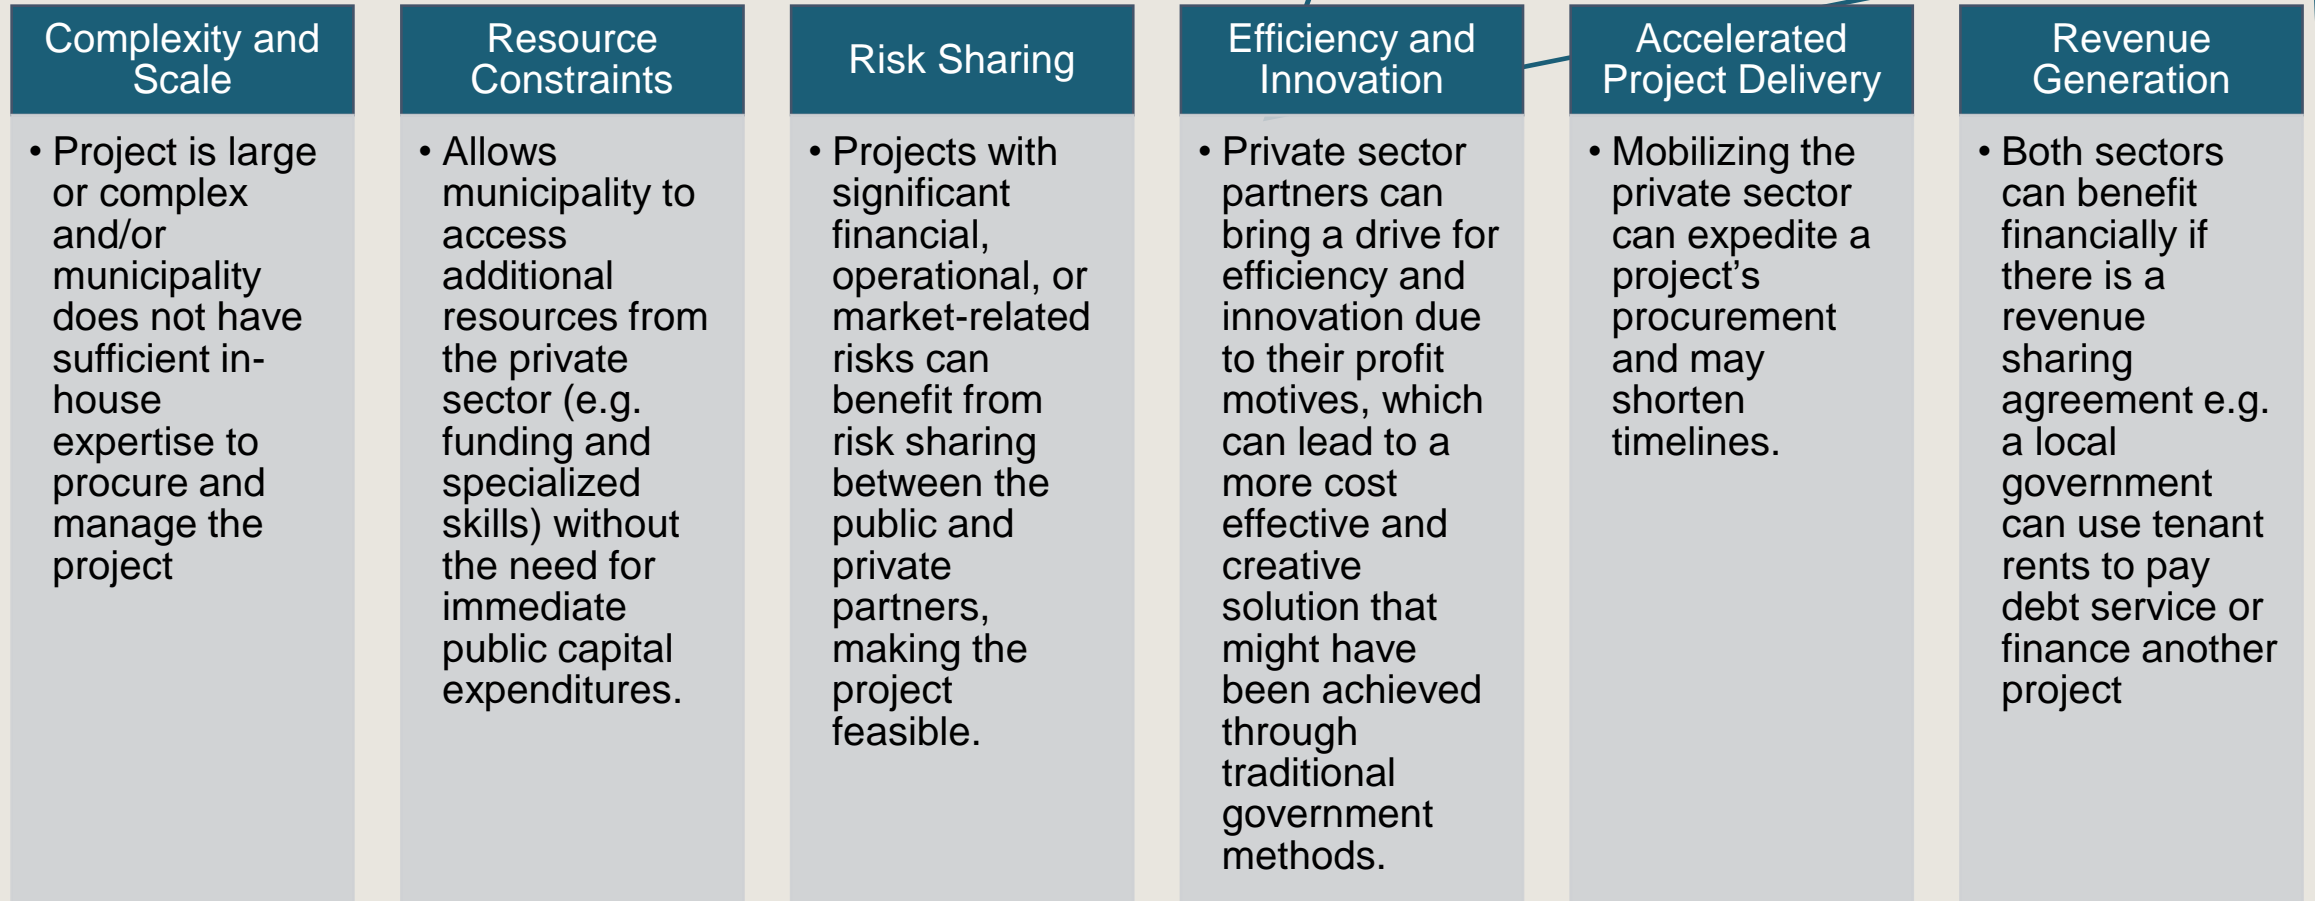 Complexity and
Scale
• Project is large
or complex
and/or
municipality
does not have
sufficient in-
house
expertise to
procure and
manage the
project
Resource
Constraints
• Allows
municipality to
access
additional
resources from
the private
sector (e.g.
funding and
specialized
skills) without
the need for
immediate
public capital
expenditures.
Risk Sharing
• Projects with
significant
financial,
operational, or
market-related
risks can
benefit from
risk sharing
between the
public and
private
partners,
making the
project
feasible.
Efficiency and
Innovation
• Private sector
partners can
bring a drive for
efficiency and
innovation due
to their profit
motives, which
can lead to a
more cost
effective and
creative
solution that
might have
been achieved
through
traditional
government
methods.
Accelerated
Project Delivery
• Mobilizing the
private sector
can expedite a
project’s
procurement
and may
shorten
timelines.
Revenue
Generation
• Both sectors
can benefit
financially if
there is a
revenue
sharing
agreement e.g.
a local
government
can use tenant
rents to pay
debt service or
finance another
project